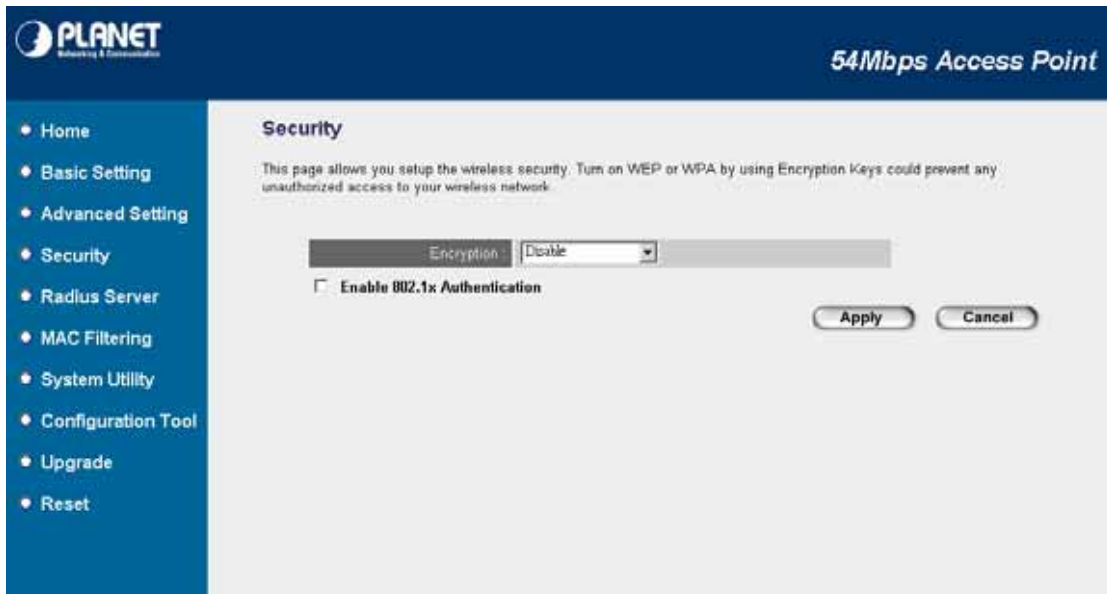 PLANET
Networking & Communication
54Mbps Access Point
Home
Basic Setting
Advanced Setting
Security
Radius Server
MAC Filtering
System Utility
Configuration Tool
Upgrade
Reset
Security
This page allows you setup the wireless security. Turn on WEP or WPA by using Encryption Keys could prevent any
unauthorized access to your wireless network.
Encryption : Disable
Enable 802.1x Authentication
Apply Cancel